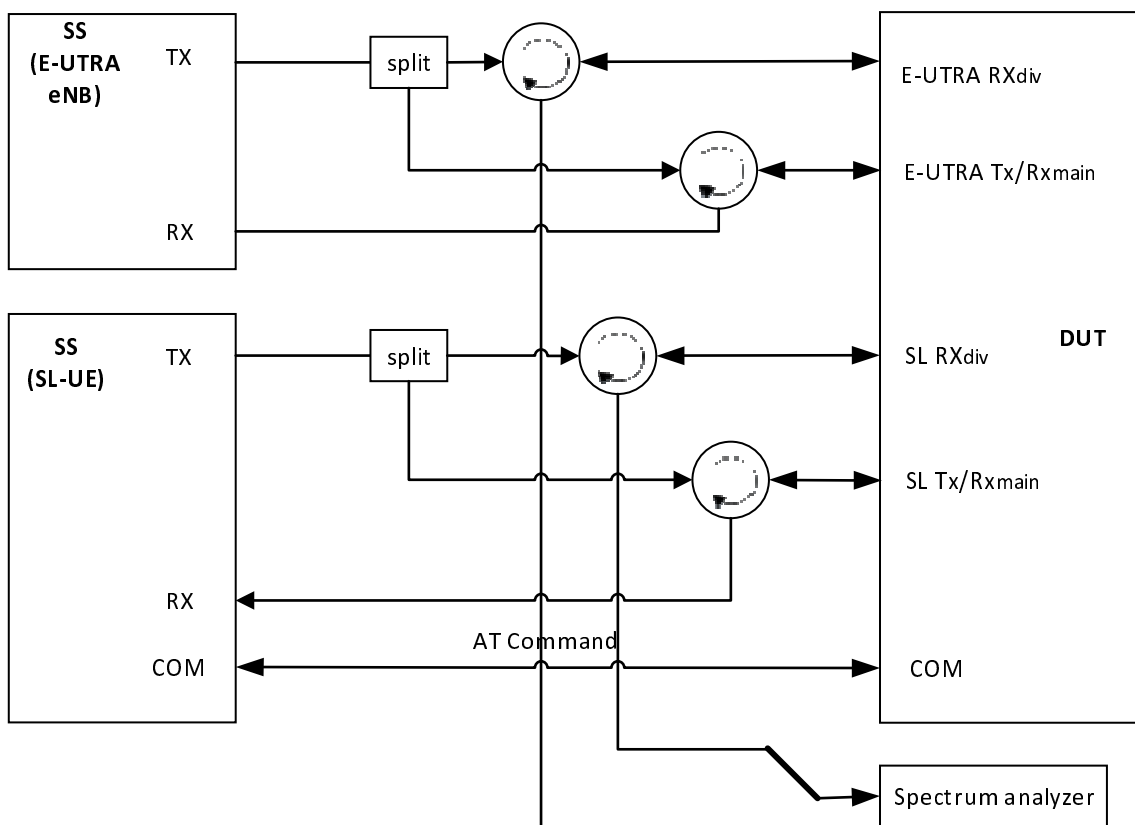 SS
(E-UTRA
eNB)
TX
split
E-UTRA RXdiv
E-UTRA Tx/Rxmain
RX
SS
(SL-UE)
TX
split
SL RXdiv
DUT
SL Tx/Rxmain
RX
AT Command
COM
COM
Spectrum analyzer